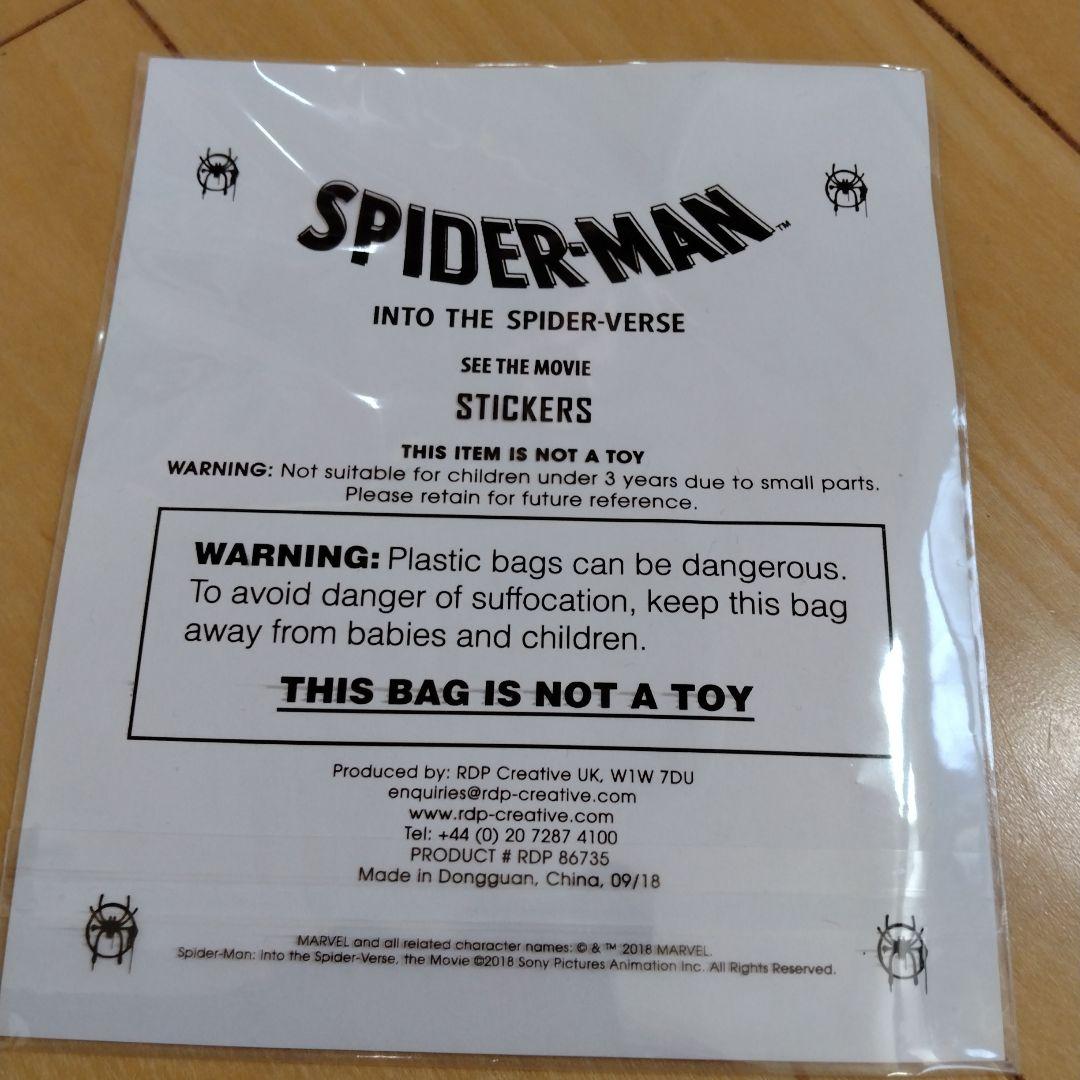 SPIDER-MAN™
INTO THE SPIDER-VERSE
SEE THE MOVIE
STICKERS
THIS ITEM IS NOT A TOY
WARNING: Not suitable for children under 3 years due to small parts.
Please retain for future reference.
WARNING: Plastic bags can be dangerous.
To avoid danger of suffocation, keep this bag
away from babies and children.
THIS BAG IS NOT A TOY
Produced by: RDP Creative UK, W1W 7DU
enquiries@rdp-creative.com
www.rdp-creative.com
Tel: +44 (0) 20 7287 4100
PRODUCT # RDP 86735
Made in Dongguan, China, 09/18
MARVEL and all related character names: © & ™ 2018 MARVEL.
Spider-Man: Into the Spider-Verse, the Movie ©2018 Sony Pictures Animation Inc. All Rights Reserved.